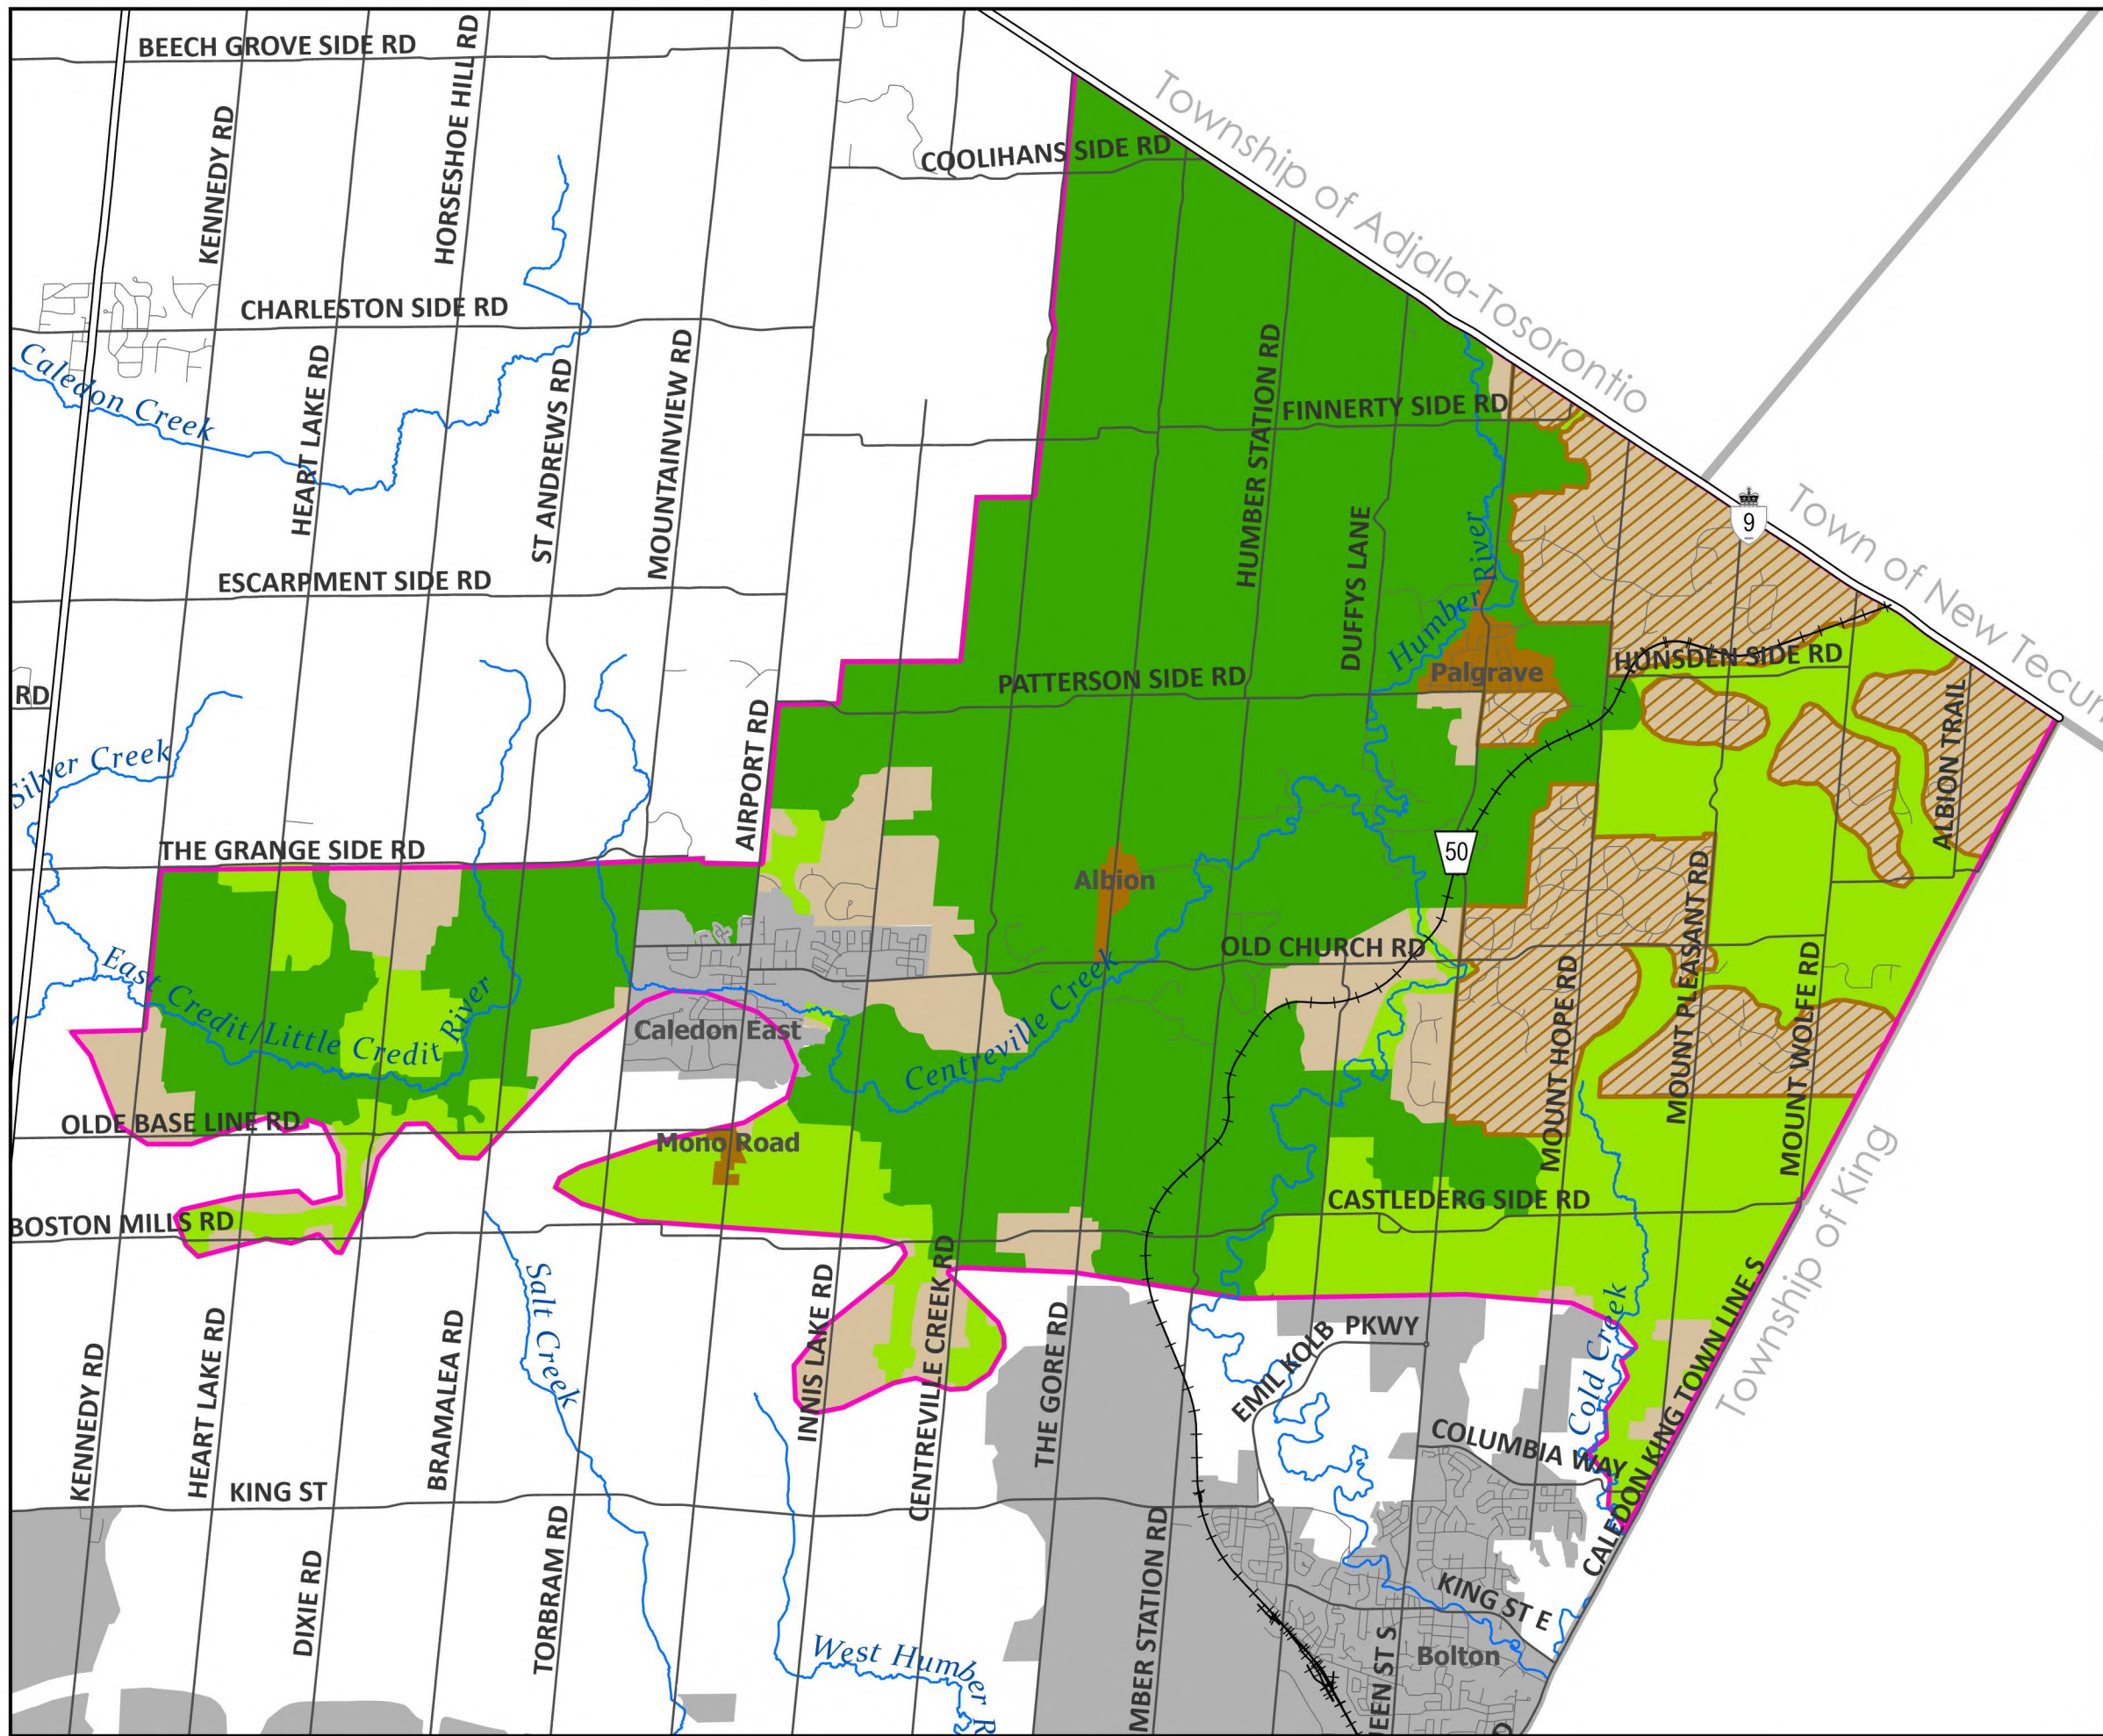 BEECH GROVE SIDE RD
KENNEDY RD
HORSESHOE HILL RD
COOLIHANS SIDE RD
Township of Adjala-Tosorontio
CHARLESTON SIDE RD
Caledon Creek
HEART LAKE RD
ST ANDREWS RD
MOUNTAINVIEW RD
HUMBER STATION RD
FINNERTY SIDE RD
9
Town of New Tecum
ESCARPMENT SIDE RD
DUFFYS LANE
Humber River
Palgrave
HUNSDEN SIDE RD
RD
PATTERSON SIDE RD
AIRPORT RD
ALBION TRAIL
Silver Creek
THE GRANGE SIDE RD
50
Albion
OLD CHURCH RD
MOUNT PLEASANT RD
East Credit/Little Credit River
Caledon East
Centreville Creek
MOUNT HOPE RD
MOUNT WOLFE RD
OLDE BASE LINE RD
Mono Road
CASTLEDERG SIDE RD
Township of King
BOSTON MILLS RD
Salt Creek
INNIS LAKE RD
CENTREVILLE CREEK RD
THE GORE RD
EMIL KOLB PKWY
Cold Creek
CALEDON KING TOWN LINE S
KENNEDY RD
HEART LAKE RD
BRAMALEA RD
COLUMBIA WAY
KING ST
DIXIE RD
TORBRAM RD
MBER STATION RD
KING ST E
West Humber R
EEN ST S
Bolton
D